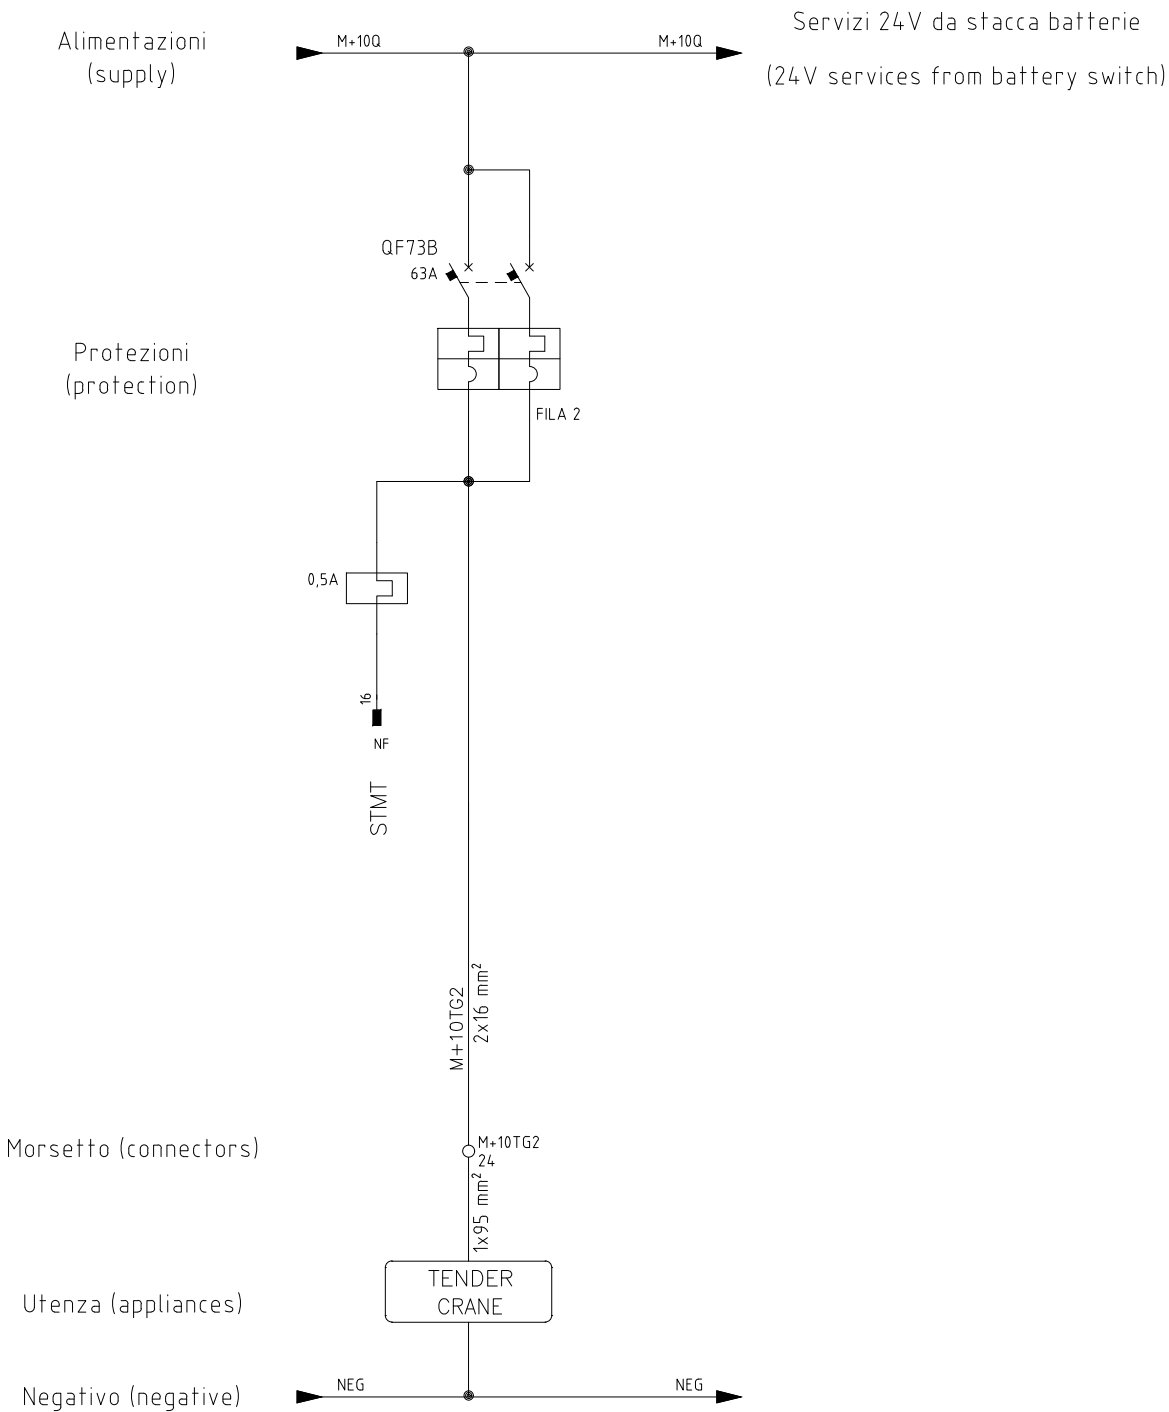 Servizi 24V da stacca batterie
Alimentazioni
(supply)
M+10Q
M+10Q
(24V services from battery switch)
QF73B
63A
Protezioni
(protection)
FILA 2
0,5A
16
NF
STMT
M+10TG2
2x16 mm²
Morsetto (connectors)
M+10TG2
24
1x95 mm²
TENDER
CRANE
Utenza (appliances)
Negativo (negative)
NEG
NEG